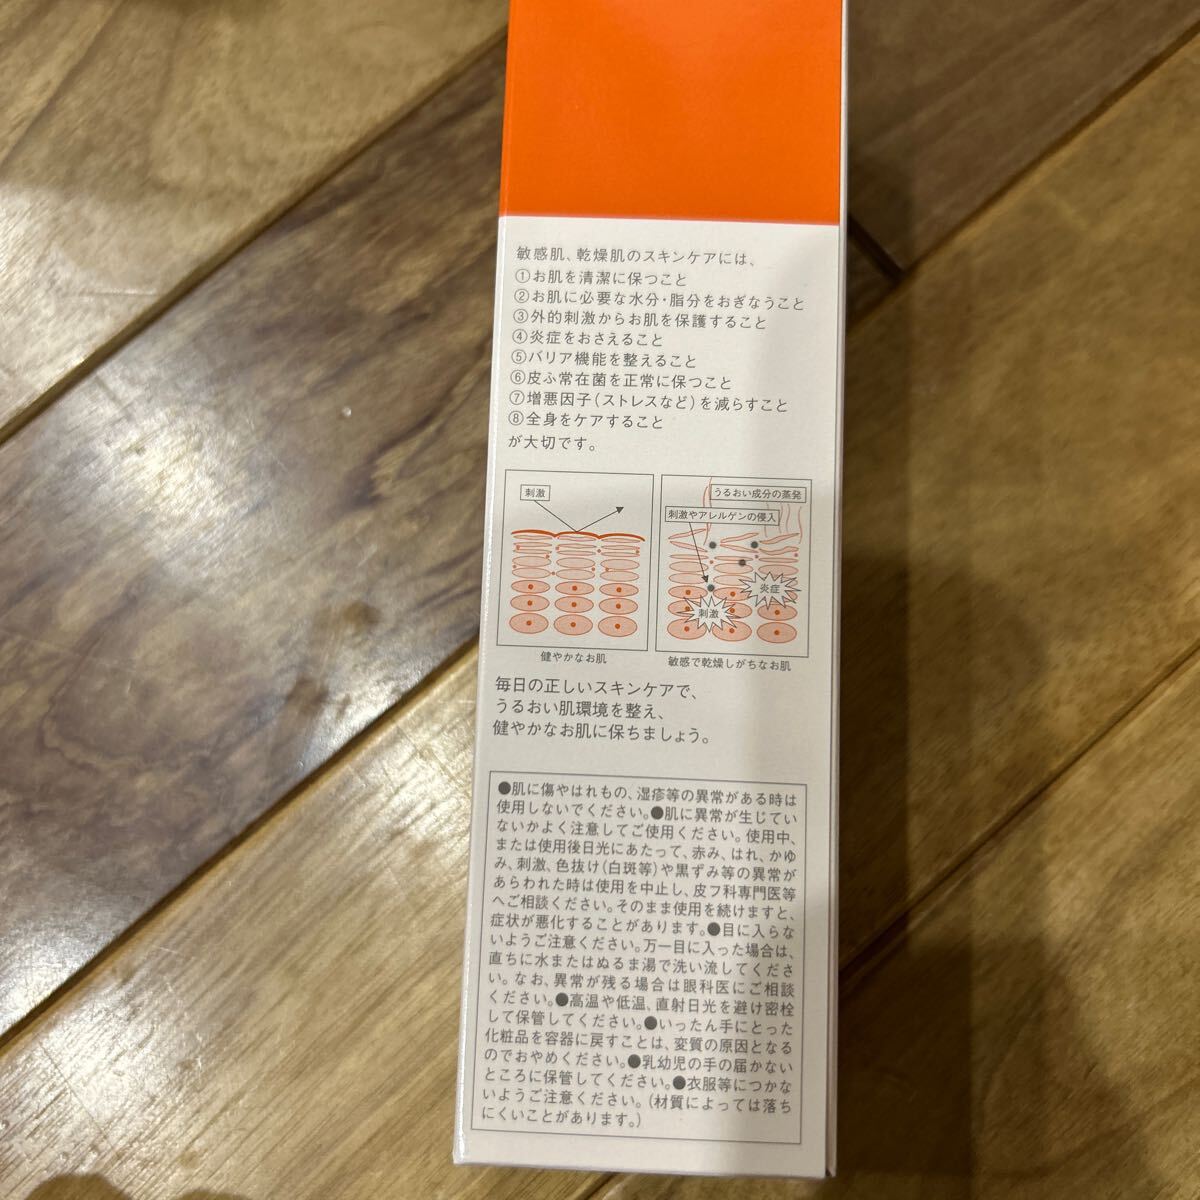 敏感肌、乾燥肌のスキンケアには、
①お肌を清潔に保つこと
②お肌に必要な水分・脂分をおぎなうこと
③外的刺激からお肌を保護すること
④炎症をおさえること
⑤バリア機能を整えること
⑥皮ふ常在菌を正常に保つこと
⑦増悪因子(ストレスなど)を減らすこと
⑧全身をケアすること
が大切です。
刺激
健やかなお肌
うるおい成分の蒸発
刺激やアレルゲンの侵入
炎症
刺激
敏感で乾燥しがちなお肌
毎日の正しいスキンケアで、
うるおい肌環境を整え、
健やかなお肌に保ちましょう。
●肌に傷やはれもの、湿疹等の異常がある時は
使用しないでください。●肌に異常が生じてい
ないかよく注意してご使用ください。使用中、
または使用後日光にあたって、赤み、はれ、かゆ
み、刺激、色抜け(白斑等)や黒ずみ等の異常が
あらわれた時は使用を中止し、皮フ科専門医等
へご相談ください。そのまま使用を続けますと、
症状が悪化することがあります。●目に入らな
いようご注意ください。万一目に入った場合は、
直ちに水またはぬるま湯で洗い流してくださ
い。なお、異常が残る場合は眼科医にご相談
ください。●高温や低温、直射日光を避け密栓
して保管してください。●いったん手にとった
化粧品を容器に戻すことは、変質の原因となる
のでおやめください。●乳幼児の手の届かない
ところに保管してください。●衣服等につかな
いようご注意ください。(材質によっては落ち
にくいことがあります。)